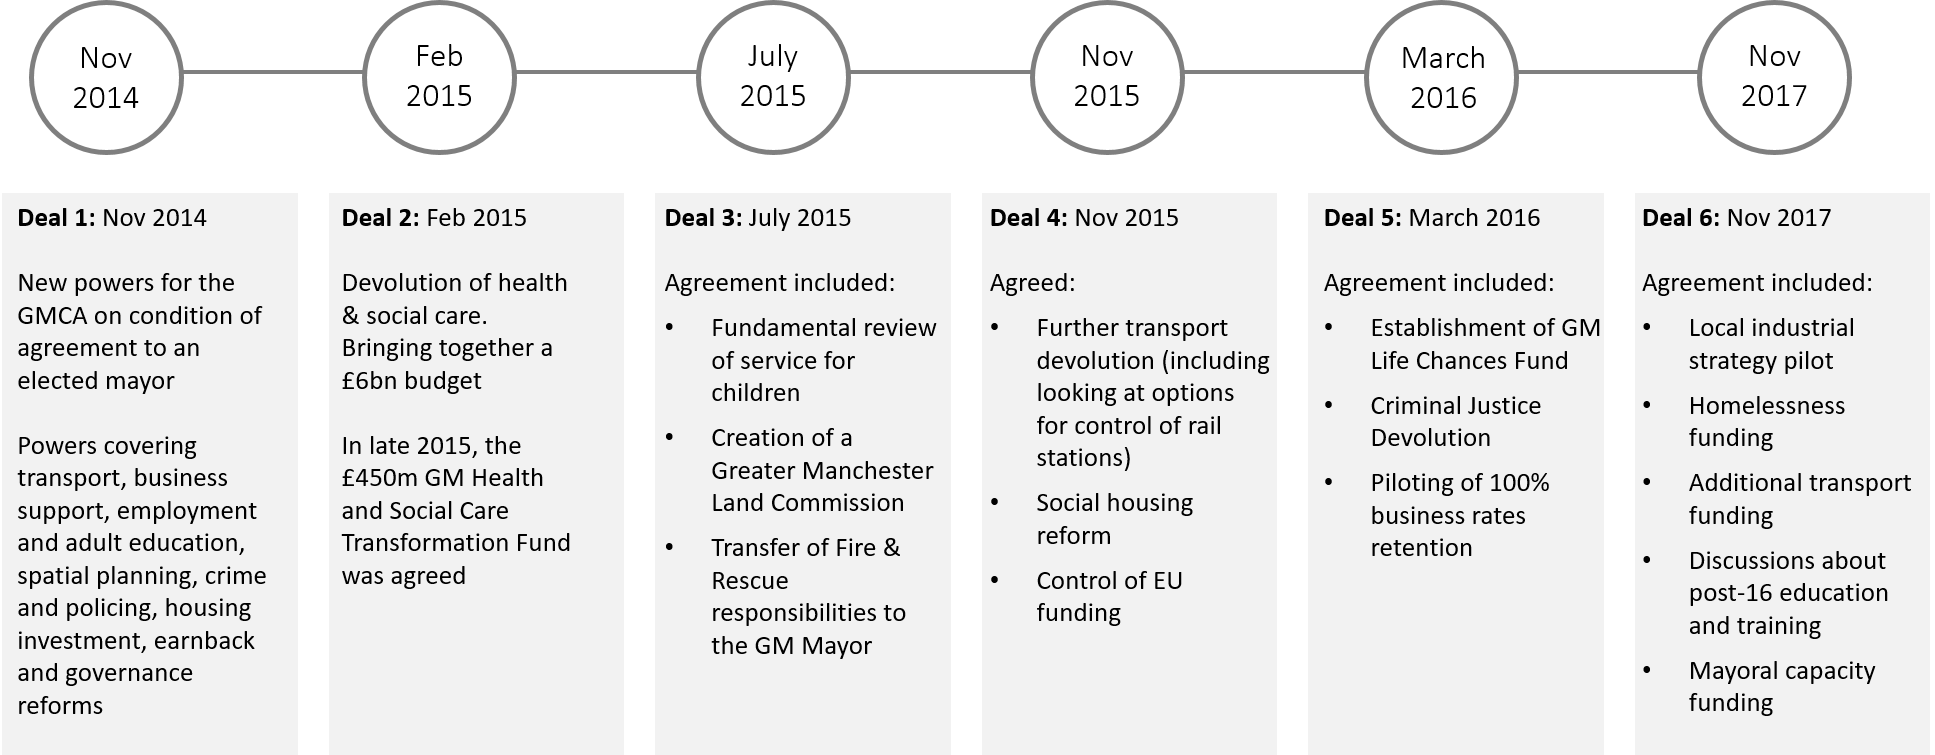 Nov
2014
Feb
2015
July
2015
Nov
2015
March
2016
Nov
2017
Deal 1: Nov 2014
New powers for the
GMCA on condition of
agreement to an
elected mayor
Powers covering
transport, business
support, employment
and adult education,
spatial planning, crime
and policing, housing
investment, earnback
and governance
reforms
Deal 2: Feb 2015
Devolution of health
& social care.
Bringing together a
£6bn budget
In late 2015, the
£450m GM Health
and Social Care
Transformation Fund
was agreed
Deal 3: July 2015
Agreement included:
• Fundamental review
of service for
children
• Creation of a
Greater Manchester
Land Commission
• Transfer of Fire &
Rescue
responsibilities to
the GM Mayor
Deal 4: Nov 2015
Agreed:
• Further transport
devolution (including
looking at options
for control of rail
stations)
• Social housing
reform
• Control of EU
funding
Deal 5: March 2016
Agreement included:
• Establishment of GM
Life Chances Fund
• Criminal Justice
Devolution
• Piloting of 100%
business rates
retention
Deal 6: Nov 2017
Agreement included:
• Local industrial
strategy pilot
• Homelessness
funding
• Additional transport
funding
• Discussions about
post-16 education
and training
• Mayoral capacity
funding